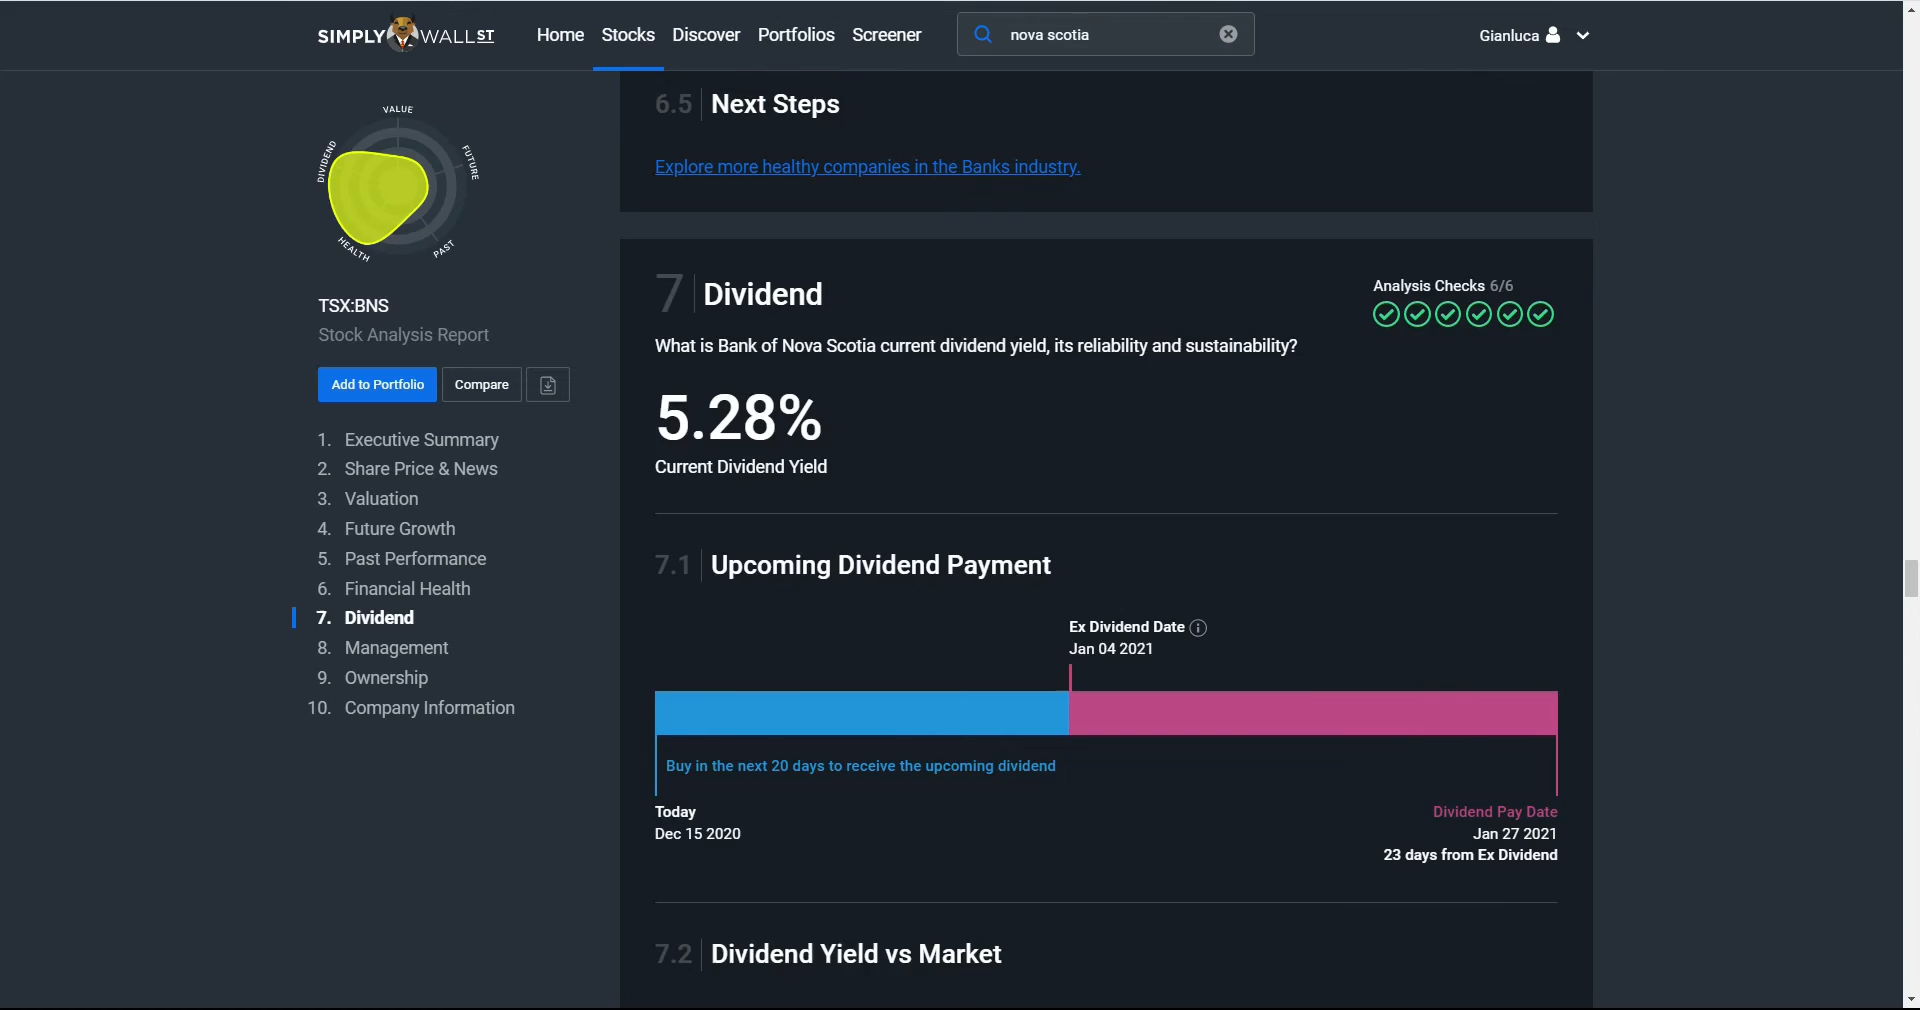 SIMPLY WALL ST
Home
Stocks
Discover
Portfolios
Screener
nova scotia
Gianluca
VALUE
FUTURE
PAST
HEALTH
DIVIDEND
TSX:BNS
Stock Analysis Report
Add to Portfolio
Compare
1. Executive Summary
2. Share Price & News
3. Valuation
4. Future Growth
5. Past Performance
6. Financial Health
7. Dividend
8. Management
9. Ownership
10. Company Information
6.5 Next Steps
Explore more healthy companies in the Banks industry.
7 Dividend
Analysis Checks 6/6
What is Bank of Nova Scotia current dividend yield, its reliability and sustainability?
5.28%
Current Dividend Yield
7.1 Upcoming Dividend Payment
Ex Dividend Date
Jan 04 2021
Buy in the next 20 days to receive the upcoming dividend
Today
Dec 15 2020
Dividend Pay Date
Jan 27 2021
23 days from Ex Dividend
7.2 Dividend Yield vs Market